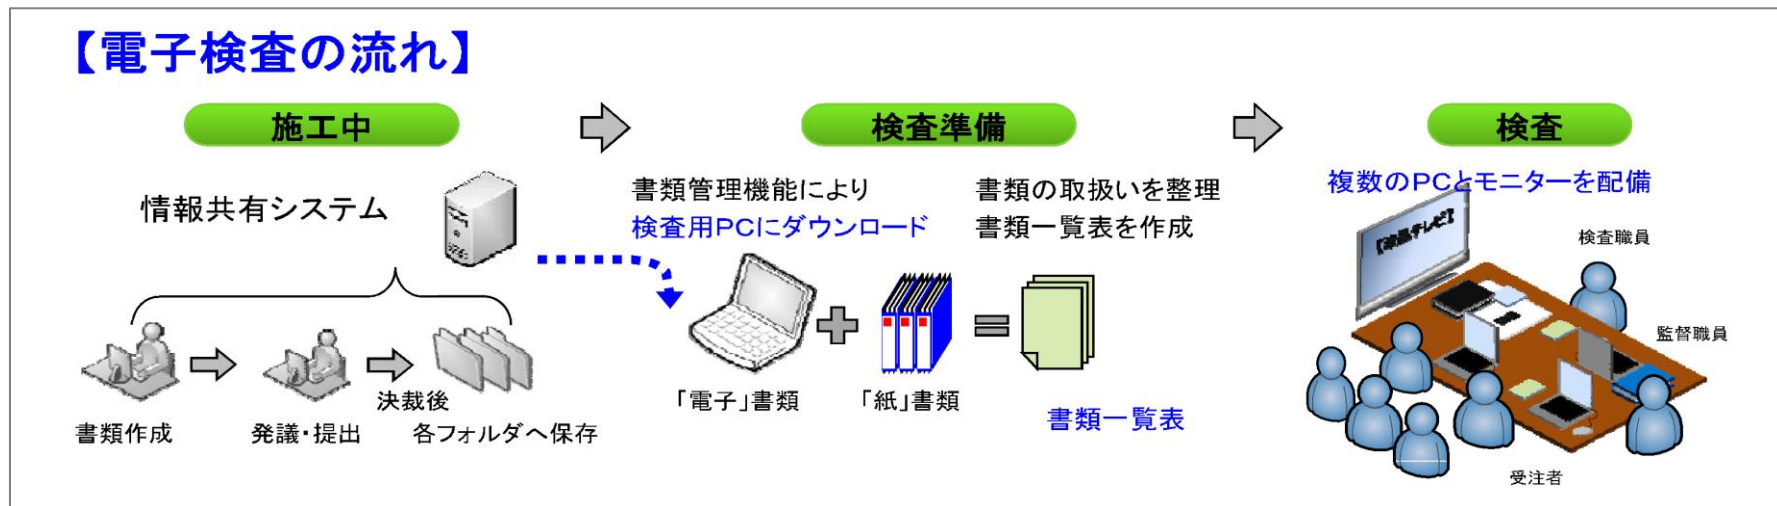 【電子検査の流れ】
施工中
検査準備
検査
情報共有システム
書類作成
発議・提出
決裁後
各フォルダへ保存
書類管理機能により
検査用PCにダウンロード
書類の取扱いを整理
書類一覧表を作成
「電子」書類
「紙」書類
書類一覧表
複数のPCとモニターを配備
【液晶テレビ】
検査職員
監督職員
受注者